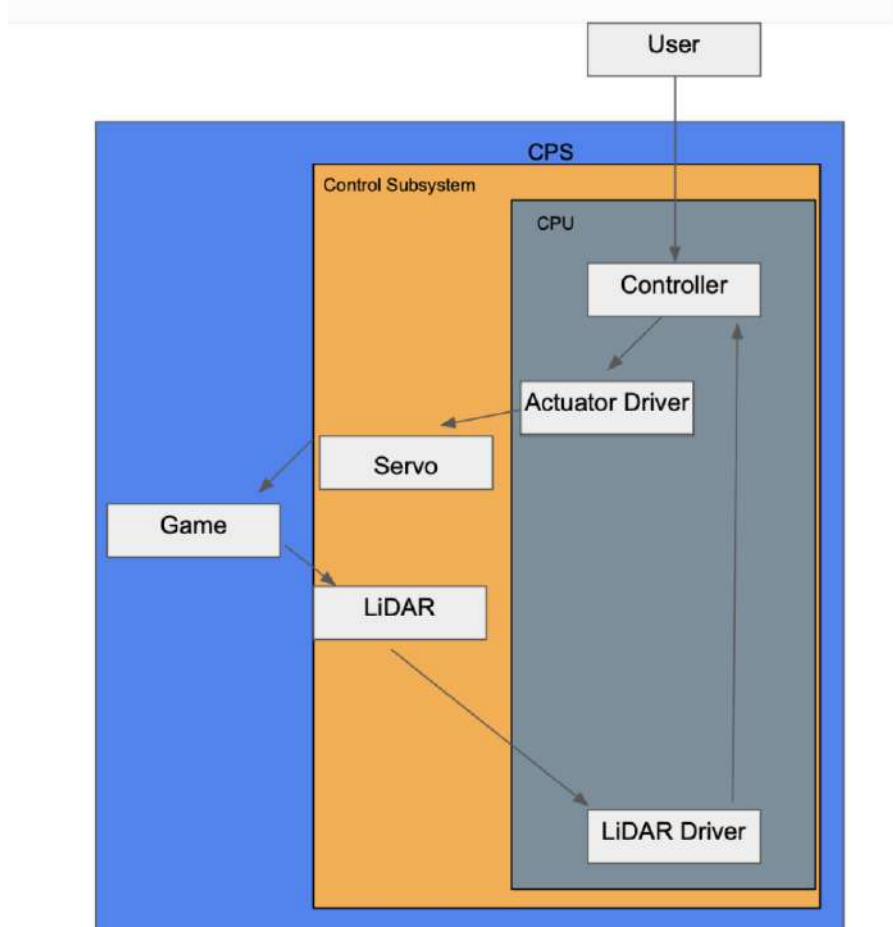 User
CPS
Control Subsystem
CPU
Controller
Actuator Driver
Servo
Game
LiDAR
LiDAR Driver